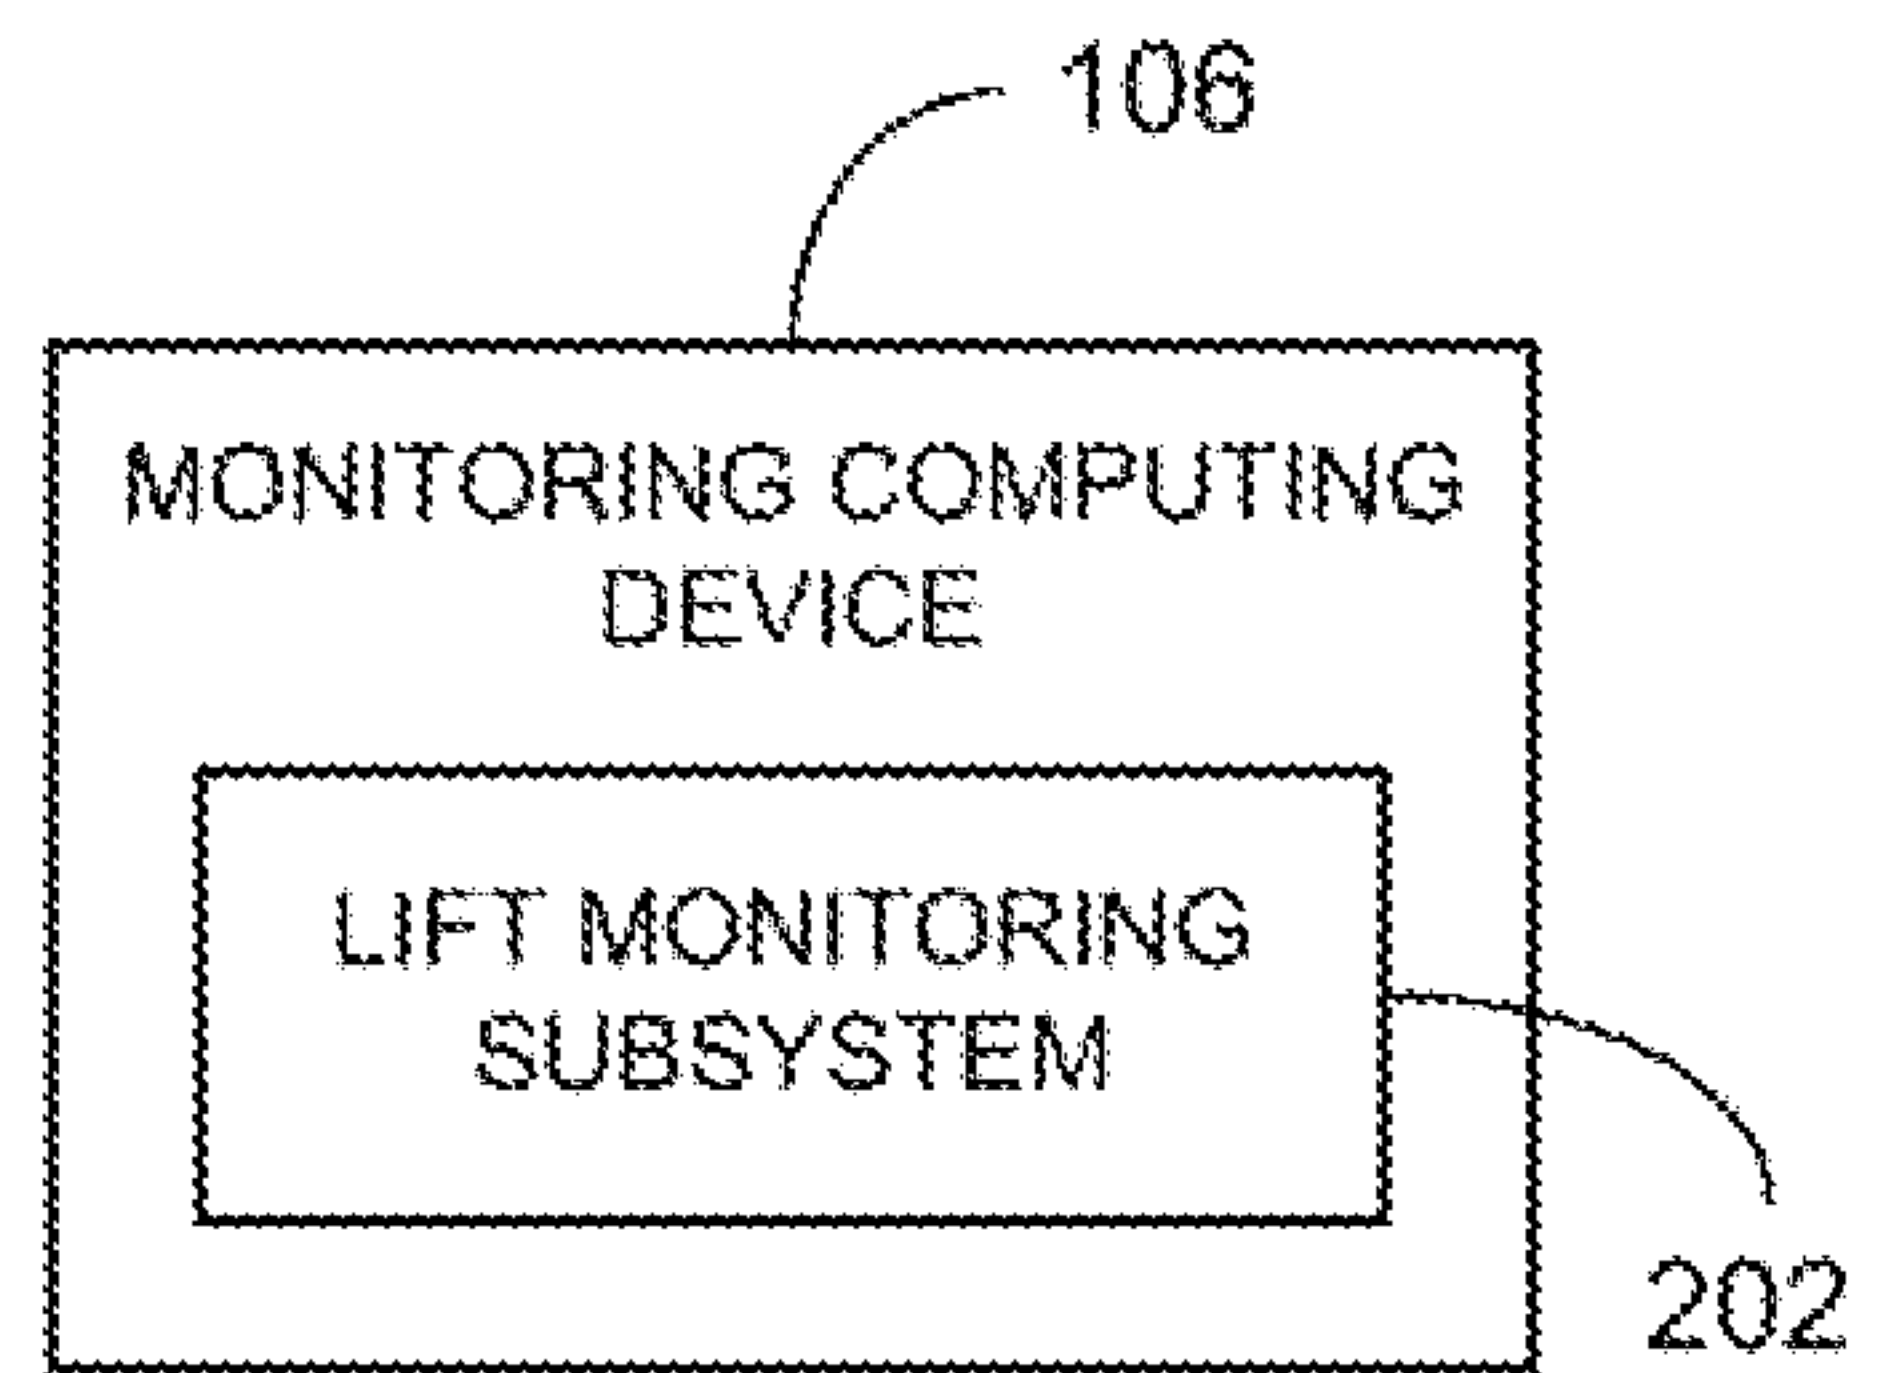 106
MONITORING COMPUTING
DEVICE
LIFT MONITORING
SUBSYSTEM
202